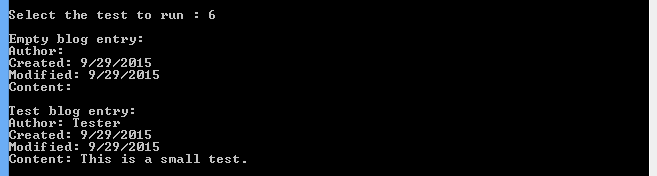 Select the test to run : 6
Empty blog entry:
Author:
Created: 9/29/2015
Modified: 9/29/2015
Content:
Test blog entry:
Author: Tester
Created: 9/29/2015
Modified: 9/29/2015
Content: This is a small test.